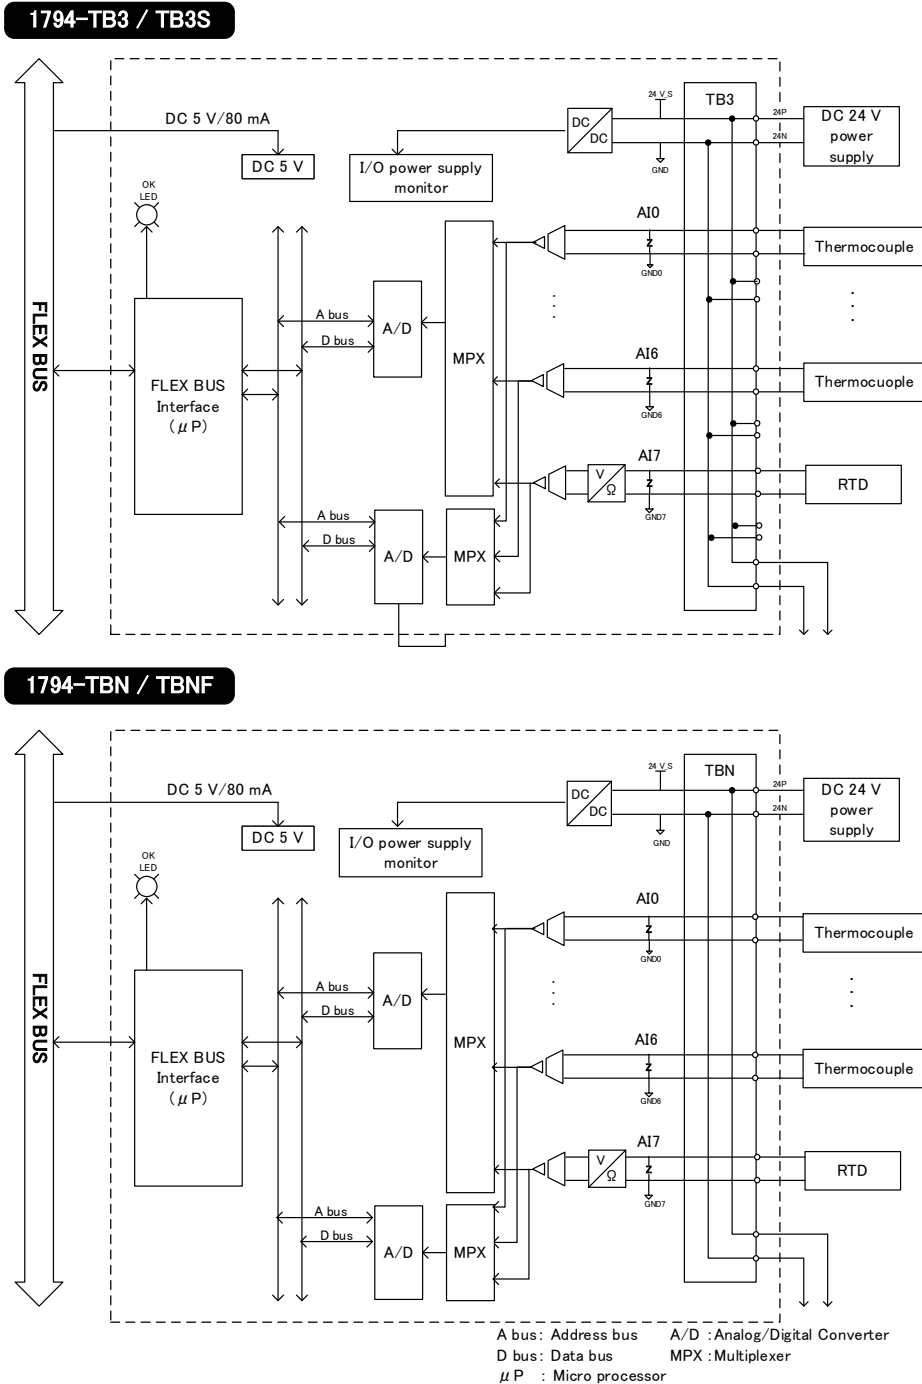 1794-TB3 / TB3S
DC 5 V/80 mA
DC 5 V
I/O power supply
monitor
DC
DC
24 V_S
GND
TB3
24P
24N
DC 24 V
power
supply
OK
LED
FLEX BUS
FLEX BUS
Interface
(μP)
A bus
D bus
A/D
MPX
AI0
GND0
Thermocouple
AI6
GND6
Thermocuople
AI7
V
Ω
GND7
RTD
A bus
D bus
A/D
MPX
1794-TBN / TBNF
DC 5 V/80 mA
DC 5 V
I/O power supply
monitor
DC
DC
24 V_S
GND
TBN
24P
24N
DC 24 V
power
supply
OK
LED
FLEX BUS
FLEX BUS
Interface
(μP)
A bus
D bus
A/D
MPX
AI0
GND0
Thermocouple
AI6
GND6
Thermocouple
AI7
V
Ω
GND7
RTD
A bus
D bus
A/D
MPX
A bus: Address bus A/D :Analog/Digital Converter
D bus: Data bus MPX :Multiplexer
μP : Micro processor